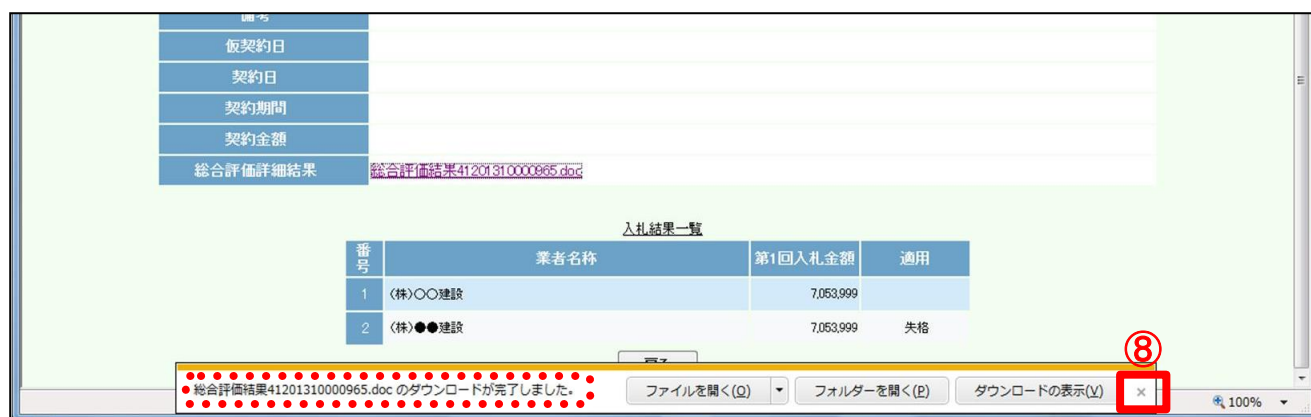 備考
仮契約日
契約日
契約期間
契約金額
総合評価詳細結果 総合評価結果41201310000965.doc
入札結果一覧
番号 業者名称 第1回入札金額 適用
1 (株)〇〇建設 7,053,999
2 (株)●●建設 7,053,999 失格
戻る
⑧
総合評価結果41201310000965.doc のダウンロードが完了しました。 ファイルを開く(O) フォルダーを開く(P) ダウンロードの表示(V) ×
100%